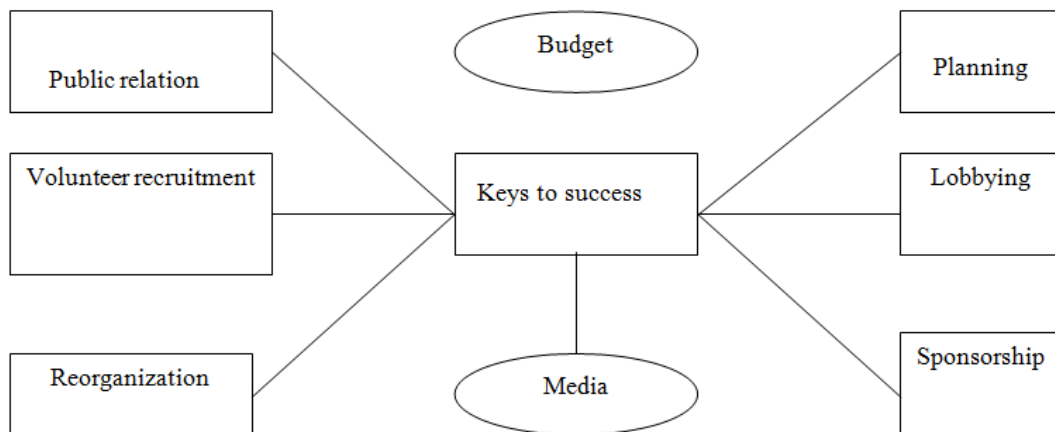 Budget
Public relation
Planning
Volunteer recruitment
Keys to success
Lobbying
Reorganization
Media
Sponsorship